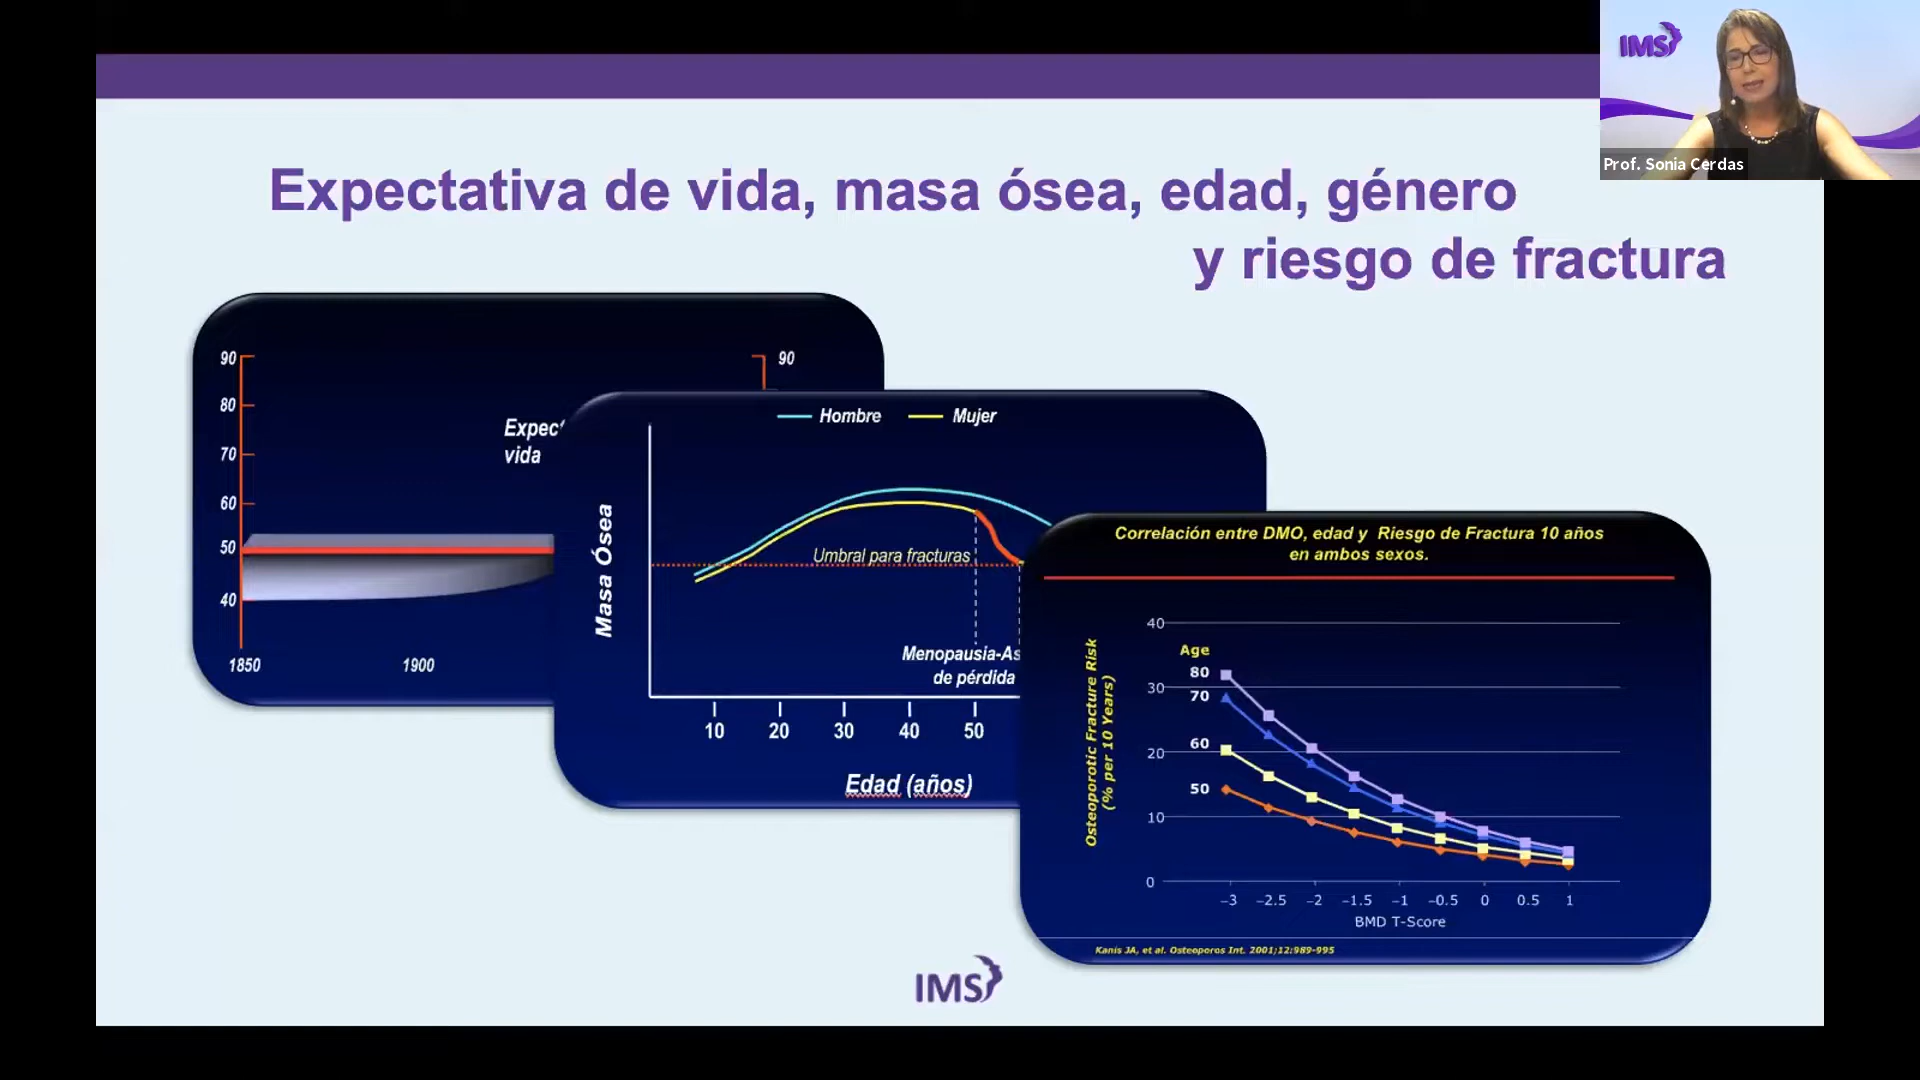 IMS
Prof. Sonia Cerdas
Expectativa de vida, masa ósea, edad, género
y riesgo de fractura
90
80
70
60
50
40
90
vida
1850
1900
Hombre
Mujer
Masa Ósea
Umbral para fracturas
Menopausia-As
de pérdida
10 20 30 40 50
Edad (años)
Correlación entre DMO, edad y Riesgo de Fractura 10 años
en ambos sexos.
Osteoporotic Fracture Risk
(% per 10 Years)
40
30
20
10
0
Age
80
70
60
50
–3 –2.5 –2 –1.5 –1 –0.5 0 0.5 1
BMD T-Score
Kanis JA, et al. Osteoporos Int. 2001;12:989-995
IMS